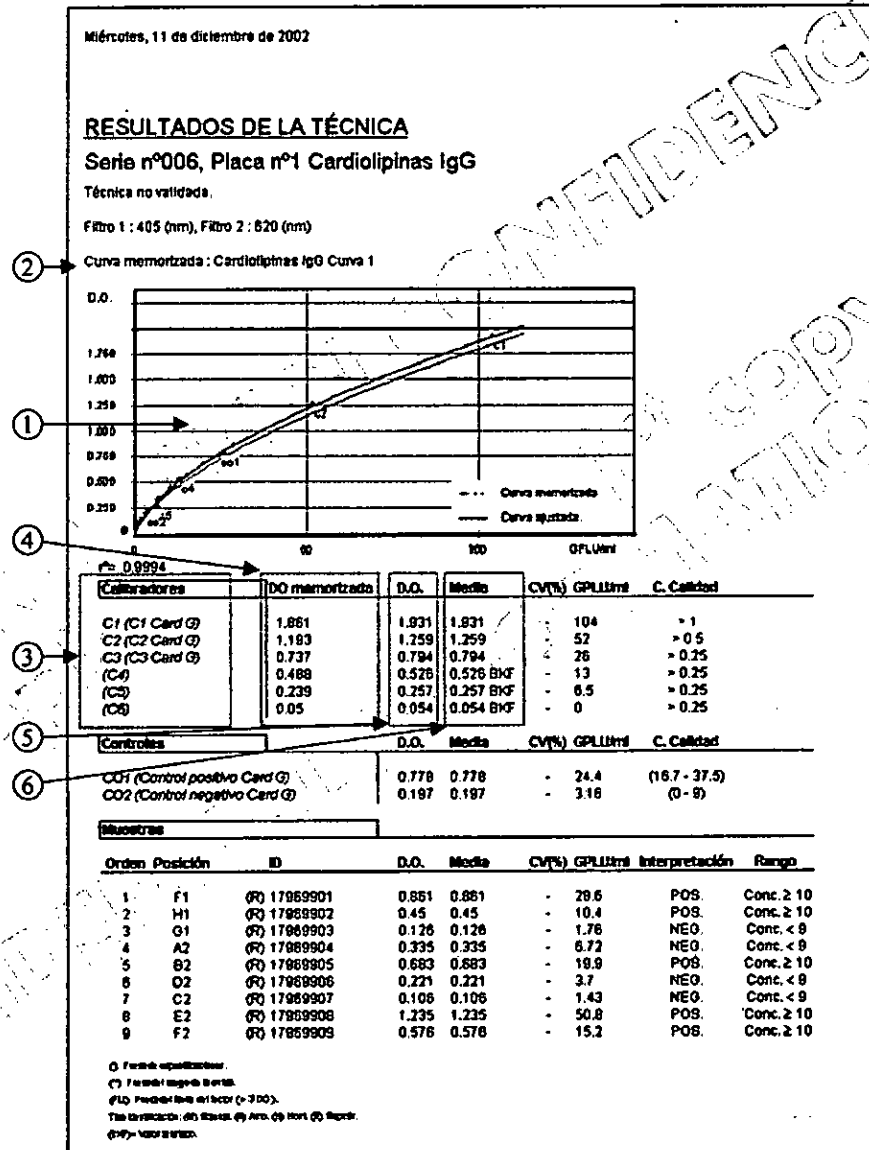 Miércoles, 11 de diciembre de 2002
CONFIDENC
RESULTADOS DE LA TÉCNICA
Serie nº006, Placa nº1 Cardiolipinas IgG
Técnica no validada.
Filtro 1 : 405 (nm), Filtro 2 : 620 (nm)
② Curva memorizada : Cardiolipinas IgG Curva 1
D.O.
copy
1.750
C1
1.500
1.250
C2
① 1.000
0.750
co1
0.500
c4
Curva memorizada
0.250
Curva ajustada
0
0 100 GPLU/ml
④
r²= 0.9994
Calibradores DO memorizada D.O. Media CV(%) GPLU/ml C. Calidad
C1 (C1 Card G) 1.861 1.931 1.931 - 104 > 1
C2 (C2 Card G) 1.193 1.259 1.259 - 52 > 0.5
③ C3 (C3 Card G) 0.737 0.794 0.794 - 26 > 0.25
(C4) 0.488 0.526 0.526 BKF - 13 > 0.25
(C5) 0.239 0.257 0.257 BKF - 6.5 > 0.25
(C6) 0.05 0.054 0.054 BKF - 0 > 0.25
⑤
Controles D.O. Media CV(%) GPLU/ml C. Calidad
⑥
CO1 (Control positivo Card G) 0.778 0.778 - 24.4 (16.7 - 37.5)
CO2 (Control negativo Card G) 0.197 0.197 - 3.16 (0 - 9)
Muestras
Orden Posición ID D.O. Media CV(%) GPLU/ml Interpretación Rango
1 F1 (R) 17969901 0.861 0.861 - 29.6 POS. Conc. ≥ 10
2 H1 (R) 17969902 0.45 0.45 - 10.4 POS. Conc. ≥ 10
3 G1 (R) 17969903 0.126 0.126 - 1.76 NEG. Conc. < 9
4 A2 (R) 17969904 0.335 0.335 - 6.72 NEG. Conc. < 9
5 B2 (R) 17969905 0.683 0.683 - 19.9 POS. Conc. ≥ 10
6 D2 (R) 17969906 0.221 0.221 - 3.7 NEG. Conc. < 9
7 C2 (R) 17969907 0.106 0.106 - 1.43 NEG. Conc. < 9
8 E2 (R) 17969908 1.235 1.235 - 50.8 POS. Conc. ≥ 10
9 F2 (R) 17969909 0.576 0.576 - 15.2 POS. Conc. ≥ 10